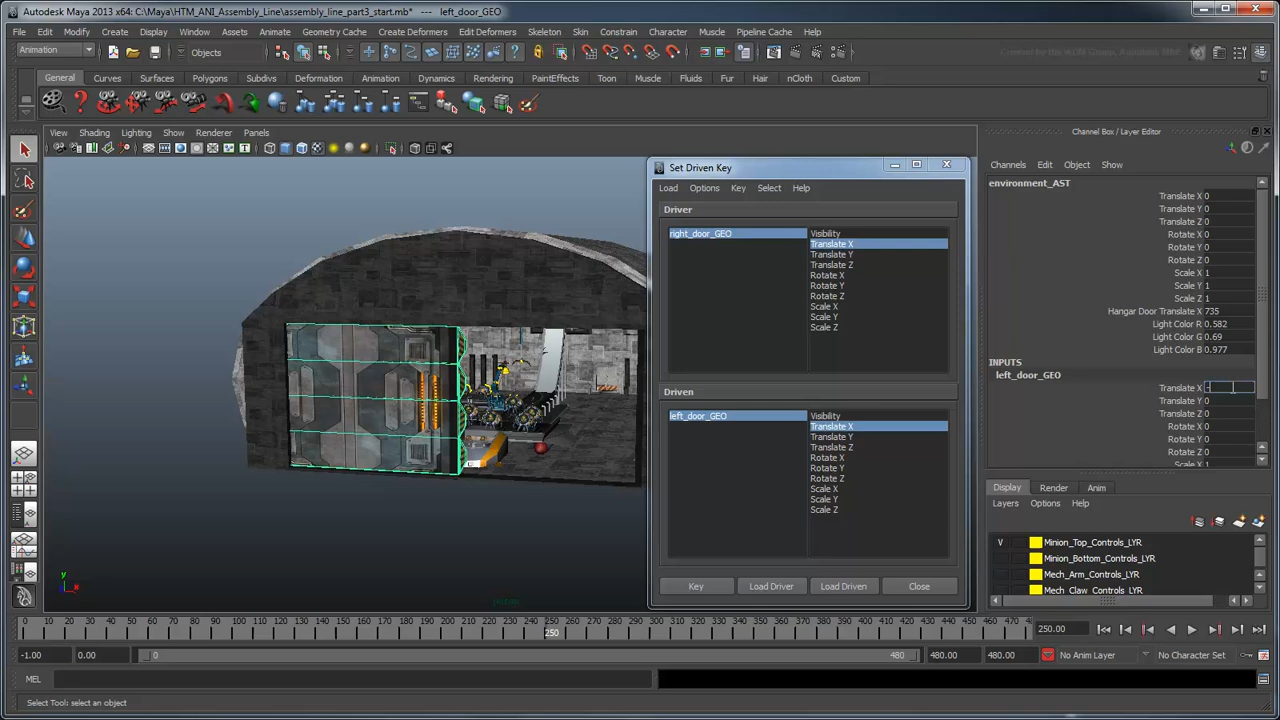 Autodesk Maya 2013 x64: C:\Maya\HTM_ANI_Assembly_Line\assembly_line_part3_start.mb* --- left_door_GEO
File Edit Modify Create Display Window Assets Animate Geometry Cache Create Deformers Edit Deformers Skeleton Skin Constrain Character Muscle Pipeline Cache Help
Animation Objects
General Curves Surfaces Polygons Subdivs Deformation Animation Dynamics Rendering PaintEffects Toon Muscle Fluids Fur Hair nCloth Custom
View Shading Lighting Show Renderer Panels
Set Driven Key
Load Options Key Select Help
Driver
right_door_GEO
Visibility
Translate X
Translate Y
Translate Z
Rotate X
Rotate Y
Rotate Z
Scale X
Scale Y
Scale Z
Driven
left_door_GEO
Visibility
Translate X
Translate Y
Translate Z
Rotate X
Rotate Y
Rotate Z
Scale X
Scale Y
Scale Z
Key Load Driver Load Driven Close
Channel Box / Layer Editor
Channels Edit Object Show
environment_AST
Translate X 0
Translate Y 0
Translate Z 0
Rotate X 0
Rotate Y 0
Rotate Z 0
Scale X 1
Scale Y 1
Scale Z 1
Hangar Door Translate X 735
Light Color R 0.582
Light Color G 0.69
Light Color B 0.977
INPUTS
left_door_GEO
Translate X -
Translate Y 0
Translate Z 0
Rotate X 0
Rotate Y 0
Rotate Z 0
Scale X 1
Display Render Anim
Layers Options Help
V Minion_Top_Controls_LYR
Minion_Bottom_Controls_LYR
Mech_Arm_Controls_LYR
Mech_Claw_Controls_LYR
y
x
persp
0 10 20 30 40 50 60 70 80 90 100 110 120 130 140 150 160 170 180 190 200 210 220 230 240 250 260 270 280 290 300 310 320 330 340 350 360 370 380 390 400 410 420 430 440 450 460 470 4
250
250.00
-1.00 0.00 0 480 480.00 480.00 No Anim Layer No Character Set
MEL
Select Tool: select an object